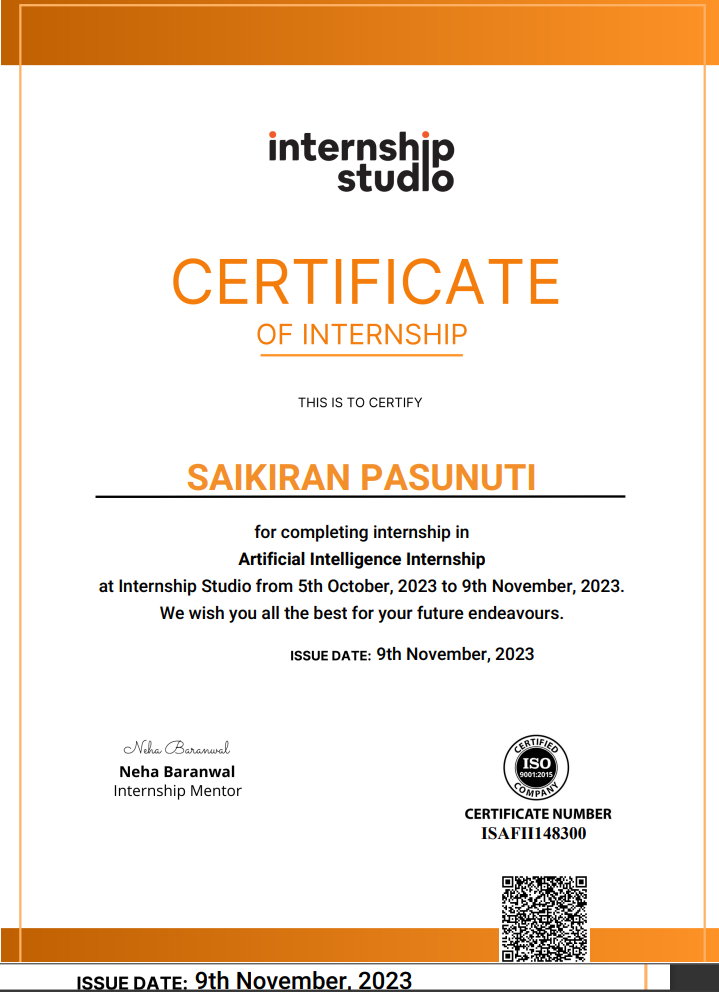 internship
studio
CERTIFICATE
OF INTERNSHIP
THIS IS TO CERTIFY
SAIKIRAN PASUNUTI
for completing internship in
Artificial Intelligence Internship
at Internship Studio from 5th October, 2023 to 9th November, 2023.
We wish you all the best for your future endeavours.
ISSUE DATE: 9th November, 2023
Neha Baranwal
Neha Baranwal
Internship Mentor
CERTIFIED
ISO
9001:2015
COMPANY
CERTIFICATE NUMBER
ISAFII148300
ISSUE DATE: 9th November, 2023